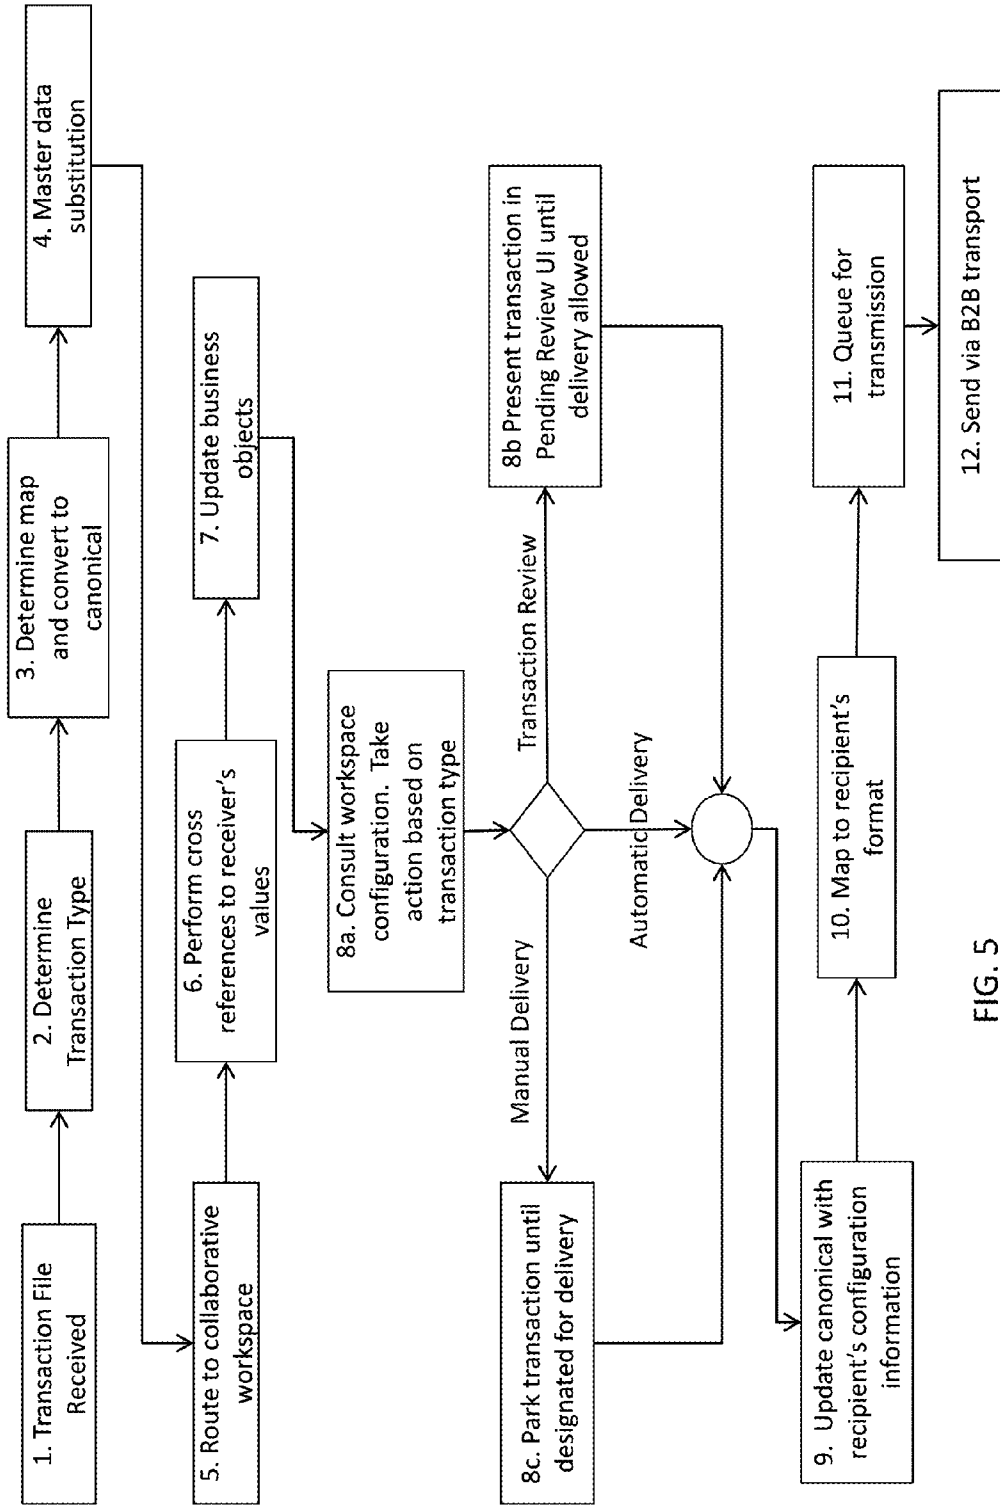 1. Transaction File
Received
2. Determine
Transaction Type
3. Determine map
and convert to
canonical
4. Master data
substitution
5. Route to collaborative
workspace
6. Perform cross
references to receiver's
values
7. Update business
objects
8a. Consult workspace
configuration.  Take
action based on
transaction type
Manual Delivery
Transaction Review
Automatic Delivery
8c. Park transaction until
designated for delivery
8b Present transaction in
Pending Review UI until
delivery allowed
9.  Update canonical with
recipient's configuration
information
10. Map to recipient's
format
11. Queue for
transmission
12. Send via B2B transport
FIG. 5